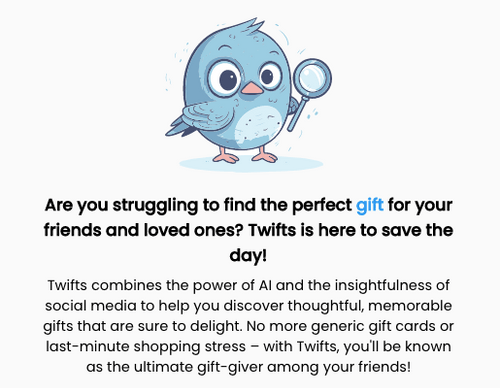 Are you struggling to find the perfect gift for your
friends and loved ones? Twifts is here to save the
day!
Twifts combines the power of AI and the insightfulness of
social media to help you discover thoughtful, memorable
gifts that are sure to delight. No more generic gift cards or
last-minute shopping stress – with Twifts, you'll be known
as the ultimate gift-giver among your friends!